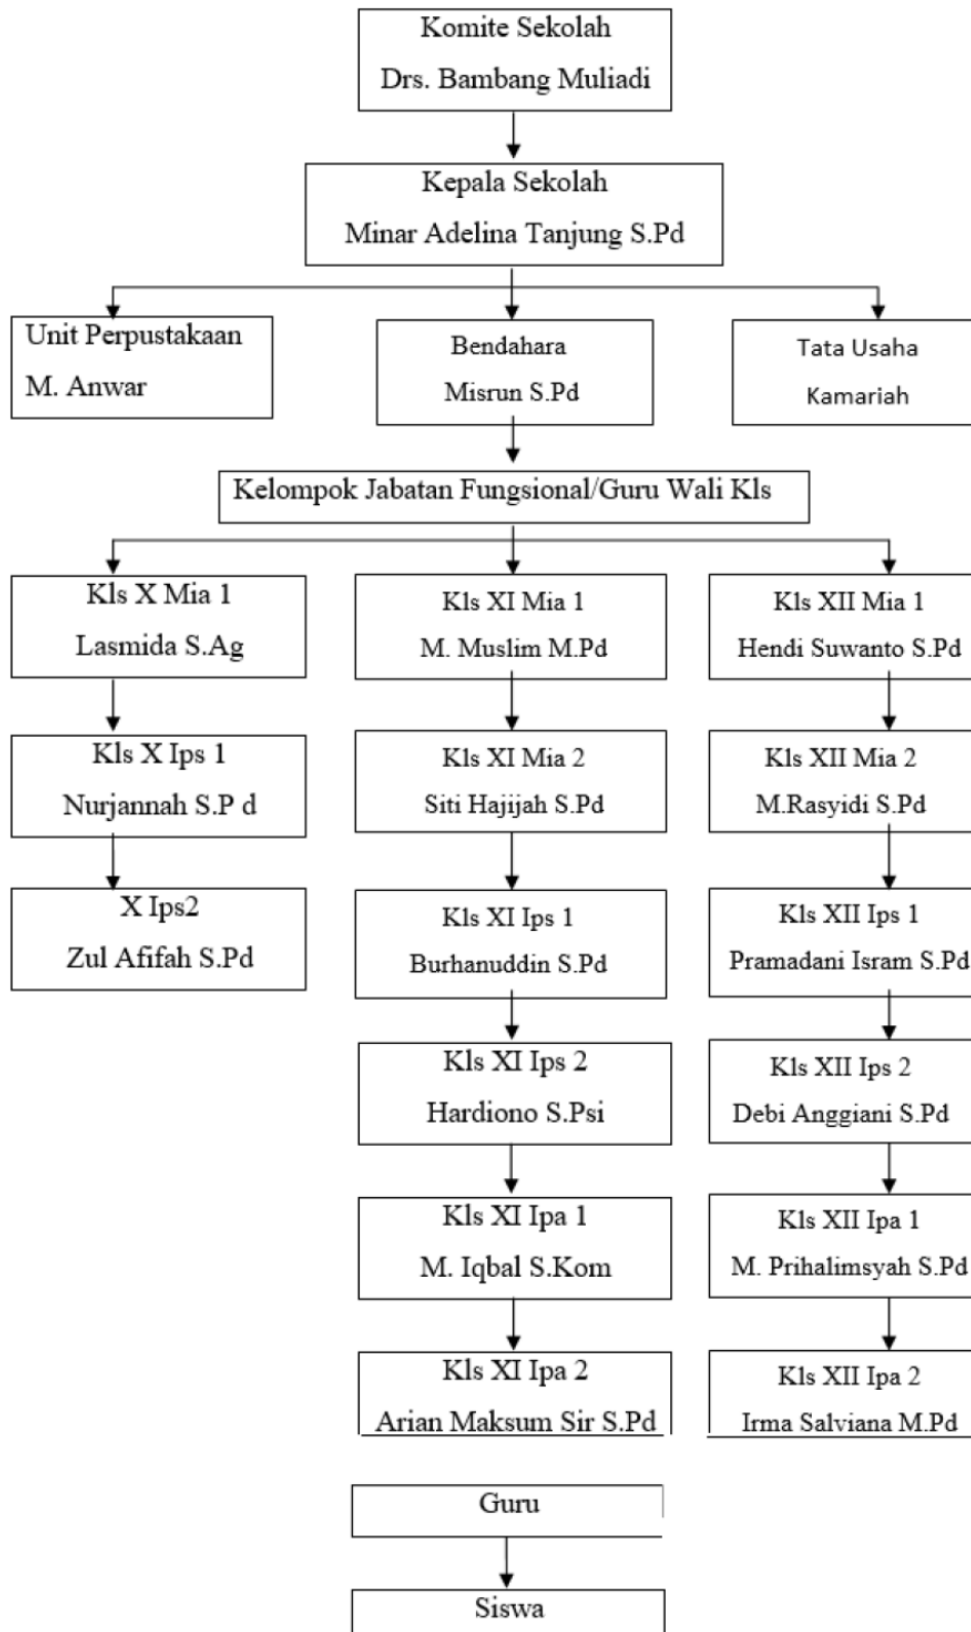 Komite Sekolah
Drs. Bambang Muliadi
Kepala Sekolah
Minar Adelina Tanjung S.Pd
Unit Perpustakaan
M. Anwar
Bendahara
Misrun S.Pd
Tata Usaha
Kamariah
Kelompok Jabatan Fungsional/Guru Wali Kls
Kls X Mia 1
Lasmida S.Ag
Kls X Ips 1
Nurjannah S.P d
X Ips2
Zul Afifah S.Pd
Kls XI Mia 1
M. Muslim M.Pd
Kls XI Mia 2
Siti Hajijah S.Pd
Kls XI Ips 1
Burhanuddin S.Pd
Kls XI Ips 2
Hardiono S.Psi
Kls XI Ipa 1
M. Iqbal S.Kom
Kls XI Ipa 2
Arian Maksum Sir S.Pd
Kls XII Mia 1
Hendi Suwanto S.Pd
Kls XII Mia 2
M.Rasyidi S.Pd
Kls XII Ips 1
Pramadani Isram S.Pd
Kls XII Ips 2
Debi Anggiani S.Pd
Kls XII Ipa 1
M. Prihalimsyah S.Pd
Kls XII Ipa 2
Irma Salviana M.Pd
Guru
Siswa